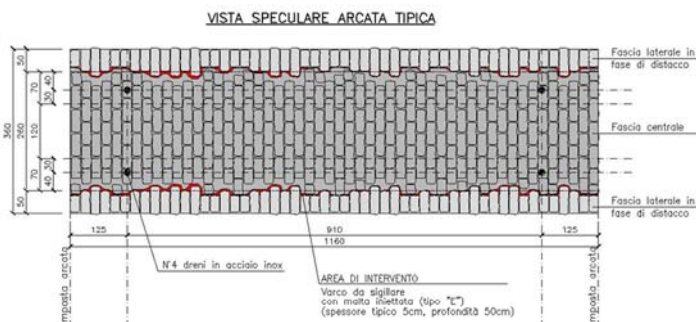 VISTA SPECULARE ARCATA TIPICA
Fascia laterale in
fase di distacco
Fascia centrale
Fascia laterale in
fase di distacco
360
50
260
50
70
120
70
40
30
30
40
125
910
125
1160
N°4 dreni in acciaio inox
AREA DI INTERVENTO
Varco da sigillare
con malta iniettata (tipo "E")
(spessore tipico 5cm, profondità 50cm)
imposta arcata
imposta arcata